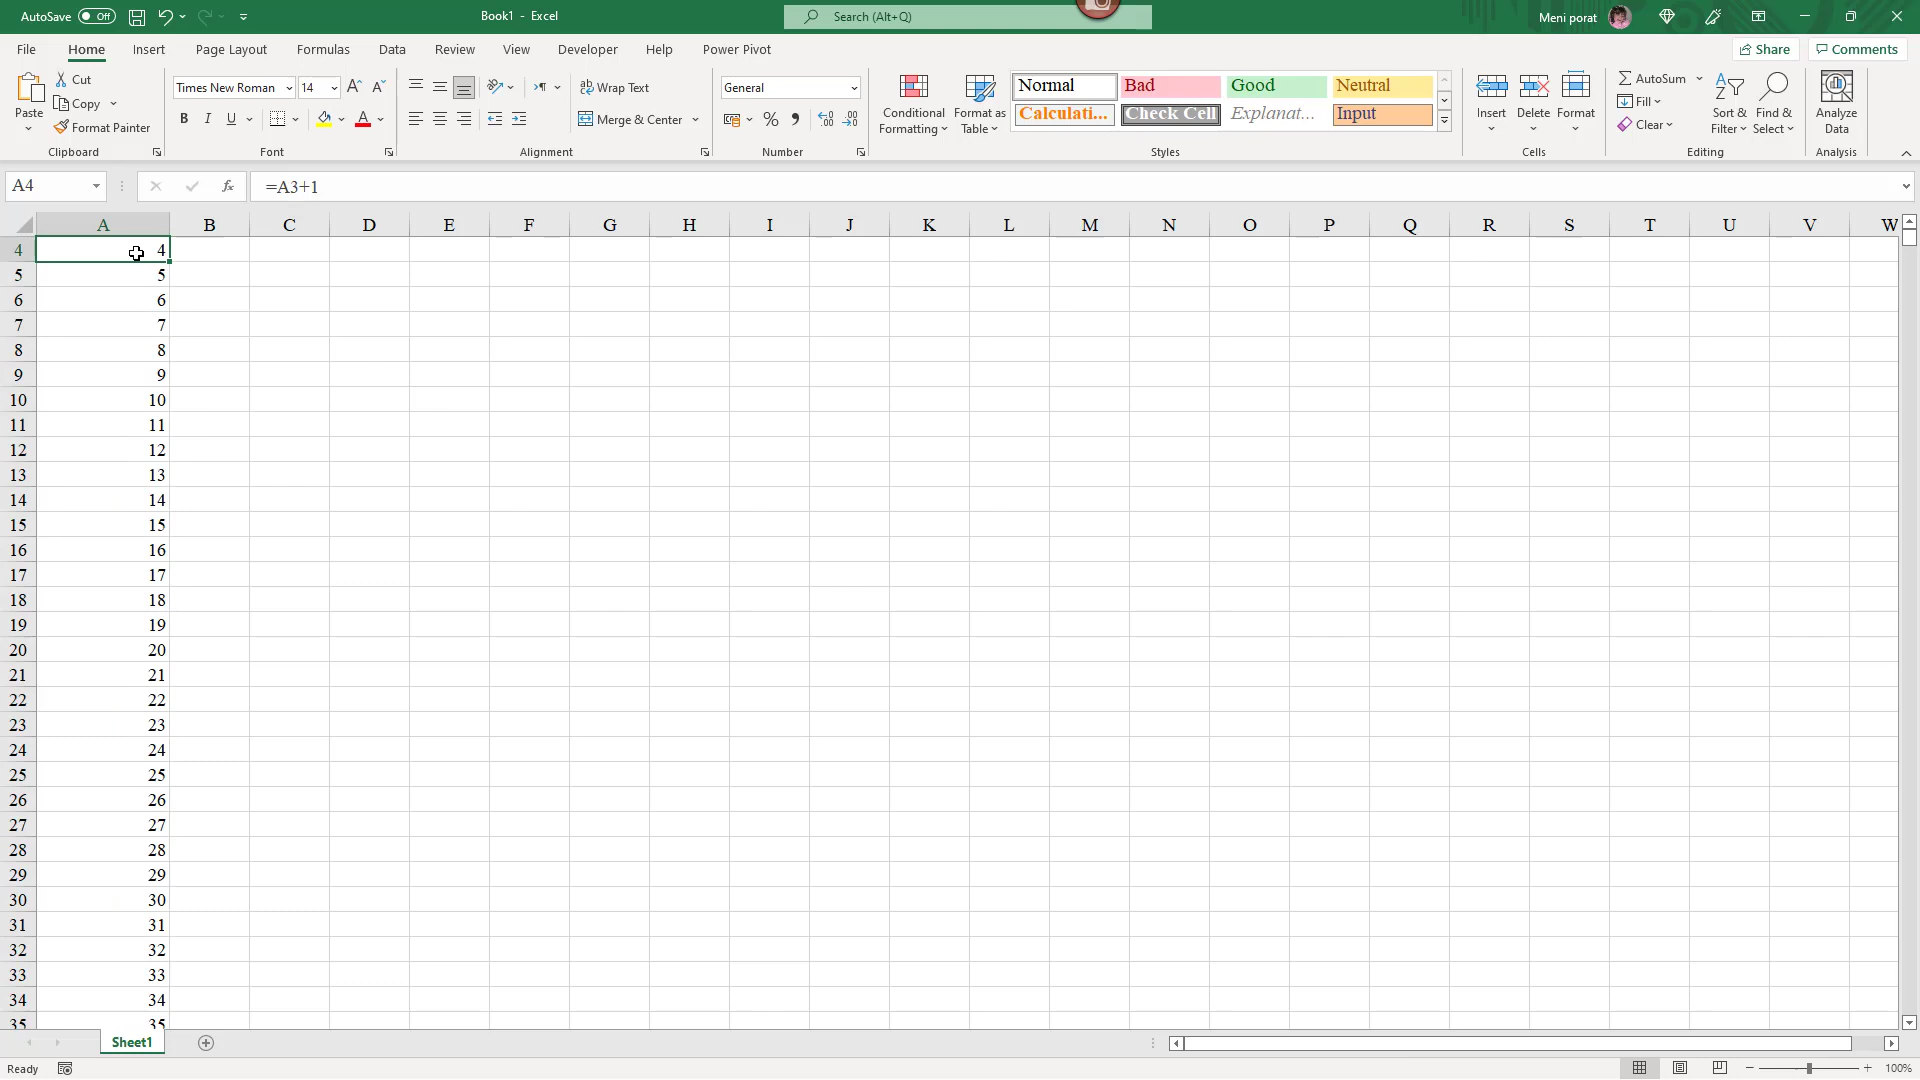 AutoSave Off Book1 - Excel Search (Alt+Q) Meni porat
File Home Insert Page Layout Formulas Data Review View Developer Help Power Pivot Share Comments
Paste
Cut
Copy
Format Painter
Clipboard
Times New Roman 14
B I U
Font
Wrap Text
Merge & Center
Alignment
General
Number
Conditional
Formatting
Format as
Table
Normal Bad Good Neutral
Calculati... Check Cell Explanat... Input
Styles
Insert Delete Format
Cells
AutoSum
Fill
Clear
Sort &
Filter
Find &
Select
Editing
Analyze
Data
Analysis
A4 fx =A3+1
A B C D E F G H I J K L M N O P Q R S T U V W
4 4
5 5
6 6
7 7
8 8
9 9
10 10
11 11
12 12
13 13
14 14
15 15
16 16
17 17
18 18
19 19
20 20
21 21
22 22
23 23
24 24
25 25
26 26
27 27
28 28
29 29
30 30
31 31
32 32
33 33
34 34
35 35
Sheet1
Ready 100%